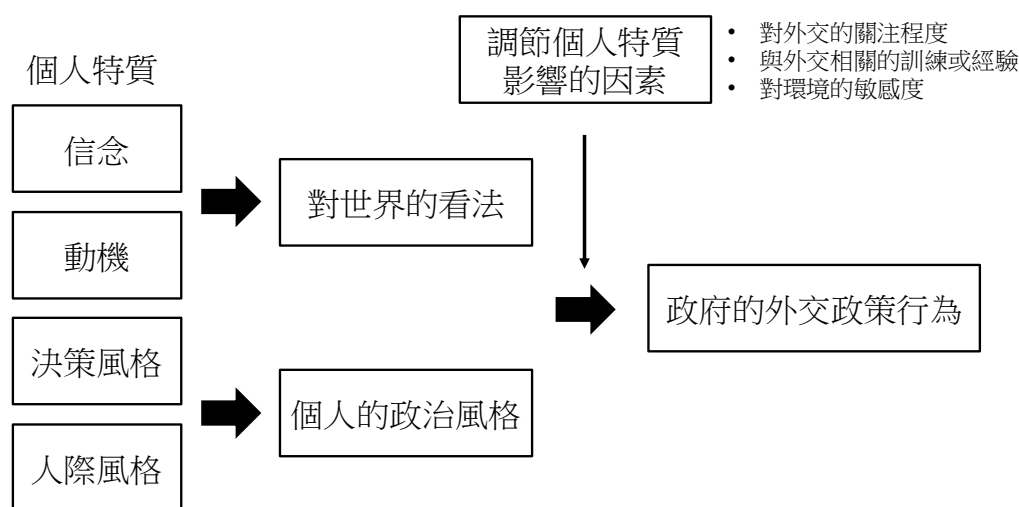 個人特質
信念
動機
決策風格
人際風格
對世界的看法
個人的政治風格
調節個人特質
影響的因素
• 對外交的關注程度
• 與外交相關的訓練或經驗
• 對環境的敏感度
政府的外交政策行為